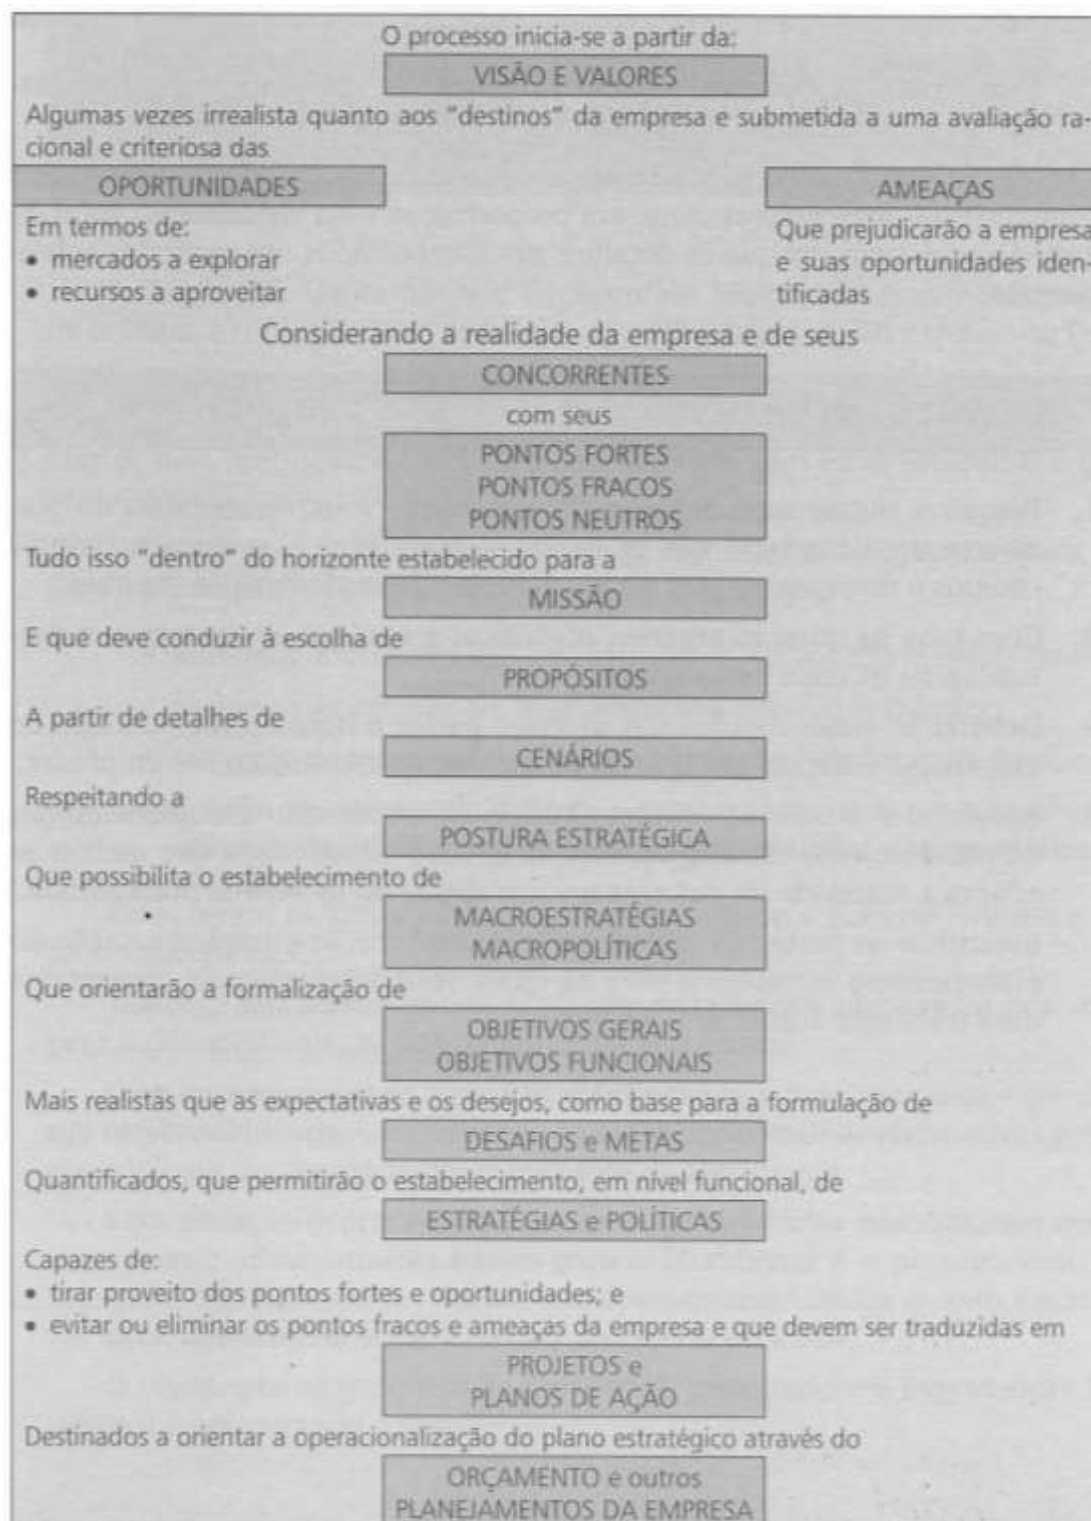 O processo inicia-se a partir da:
VISÃO E VALORES
Algumas vezes irrealista quanto aos "destinos" da empresa e submetida a uma avaliação ra-
cional e criteriosa das
OPORTUNIDADES
AMEAÇAS
Em termos de:
• mercados a explorar
• recursos a aproveitar
Que prejudicarão a empresa
e suas oportunidades iden-
tificadas
Considerando a realidade da empresa e de seus
CONCORRENTES
com seus
PONTOS FORTES
PONTOS FRACOS
PONTOS NEUTROS
Tudo isso "dentro" do horizonte estabelecido para a
MISSÃO
E que deve conduzir à escolha de
PROPÓSITOS
A partir de detalhes de
CENÁRIOS
Respeitando a
POSTURA ESTRATÉGICA
Que possibilita o estabelecimento de
MACROESTRATÉGIAS
MACROPOLÍTICAS
Que orientarão a formalização de
OBJETIVOS GERAIS
OBJETIVOS FUNCIONAIS
Mais realistas que as expectativas e os desejos, como base para a formulação de
DESAFIOS e METAS
Quantificados, que permitirão o estabelecimento, em nível funcional, de
ESTRATÉGIAS e POLÍTICAS
Capazes de:
• tirar proveito dos pontos fortes e oportunidades; e
• evitar ou eliminar os pontos fracos e ameaças da empresa e que devem ser traduzidas em
PROJETOS e
PLANOS DE AÇÃO
Destinados a orientar a operacionalização do plano estratégico através do
ORÇAMENTO e outros
PLANEJAMENTOS DA EMPRESA